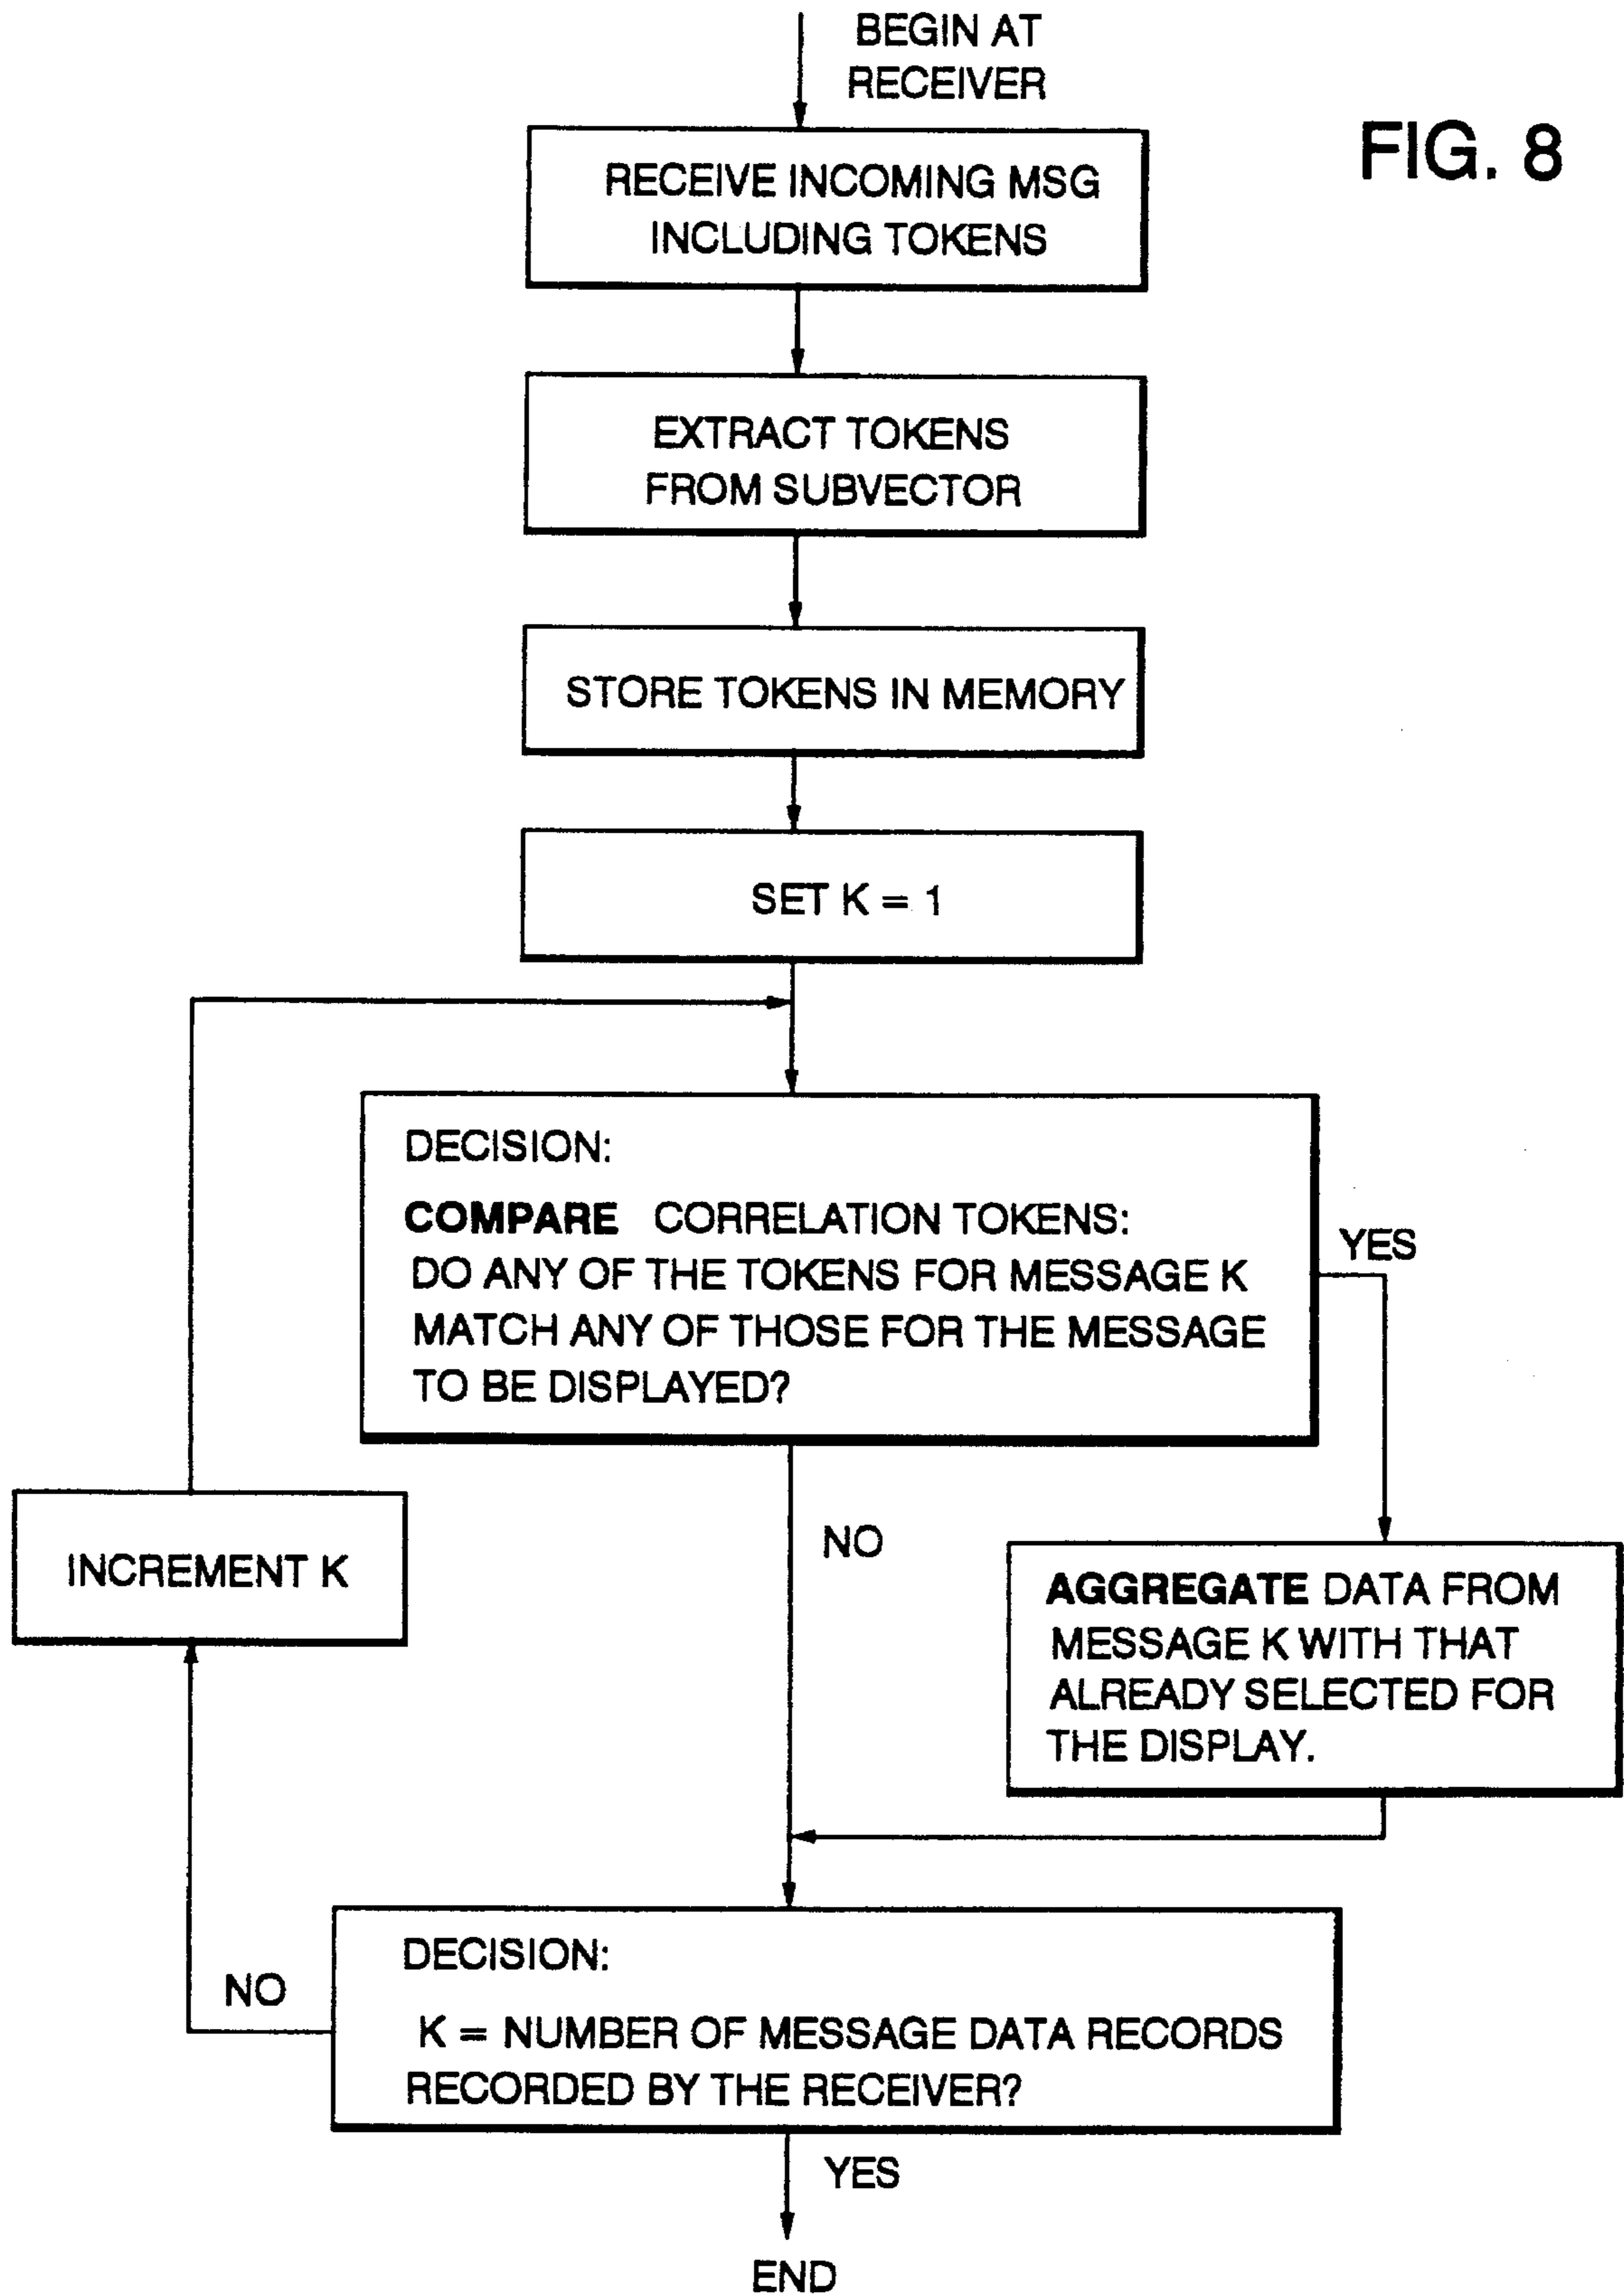 BEGIN AT
RECEIVER
FIG. 8
RECEIVE INCOMING MSG
INCLUDING TOKENS
EXTRACT TOKENS
FROM SUBVECTOR
STORE TOKENS IN MEMORY
SET K = 1
DECISION:
COMPARE CORRELATION TOKENS:
DO ANY OF THE TOKENS FOR MESSAGE K
MATCH ANY OF THOSE FOR THE MESSAGE
TO BE DISPLAYED?
YES
NO
INCREMENT K
AGGREGATE DATA FROM
MESSAGE K WITH THAT
ALREADY SELECTED FOR
THE DISPLAY.
DECISION:
K = NUMBER OF MESSAGE DATA RECORDS
RECORDED BY THE RECEIVER?
NO
YES
END